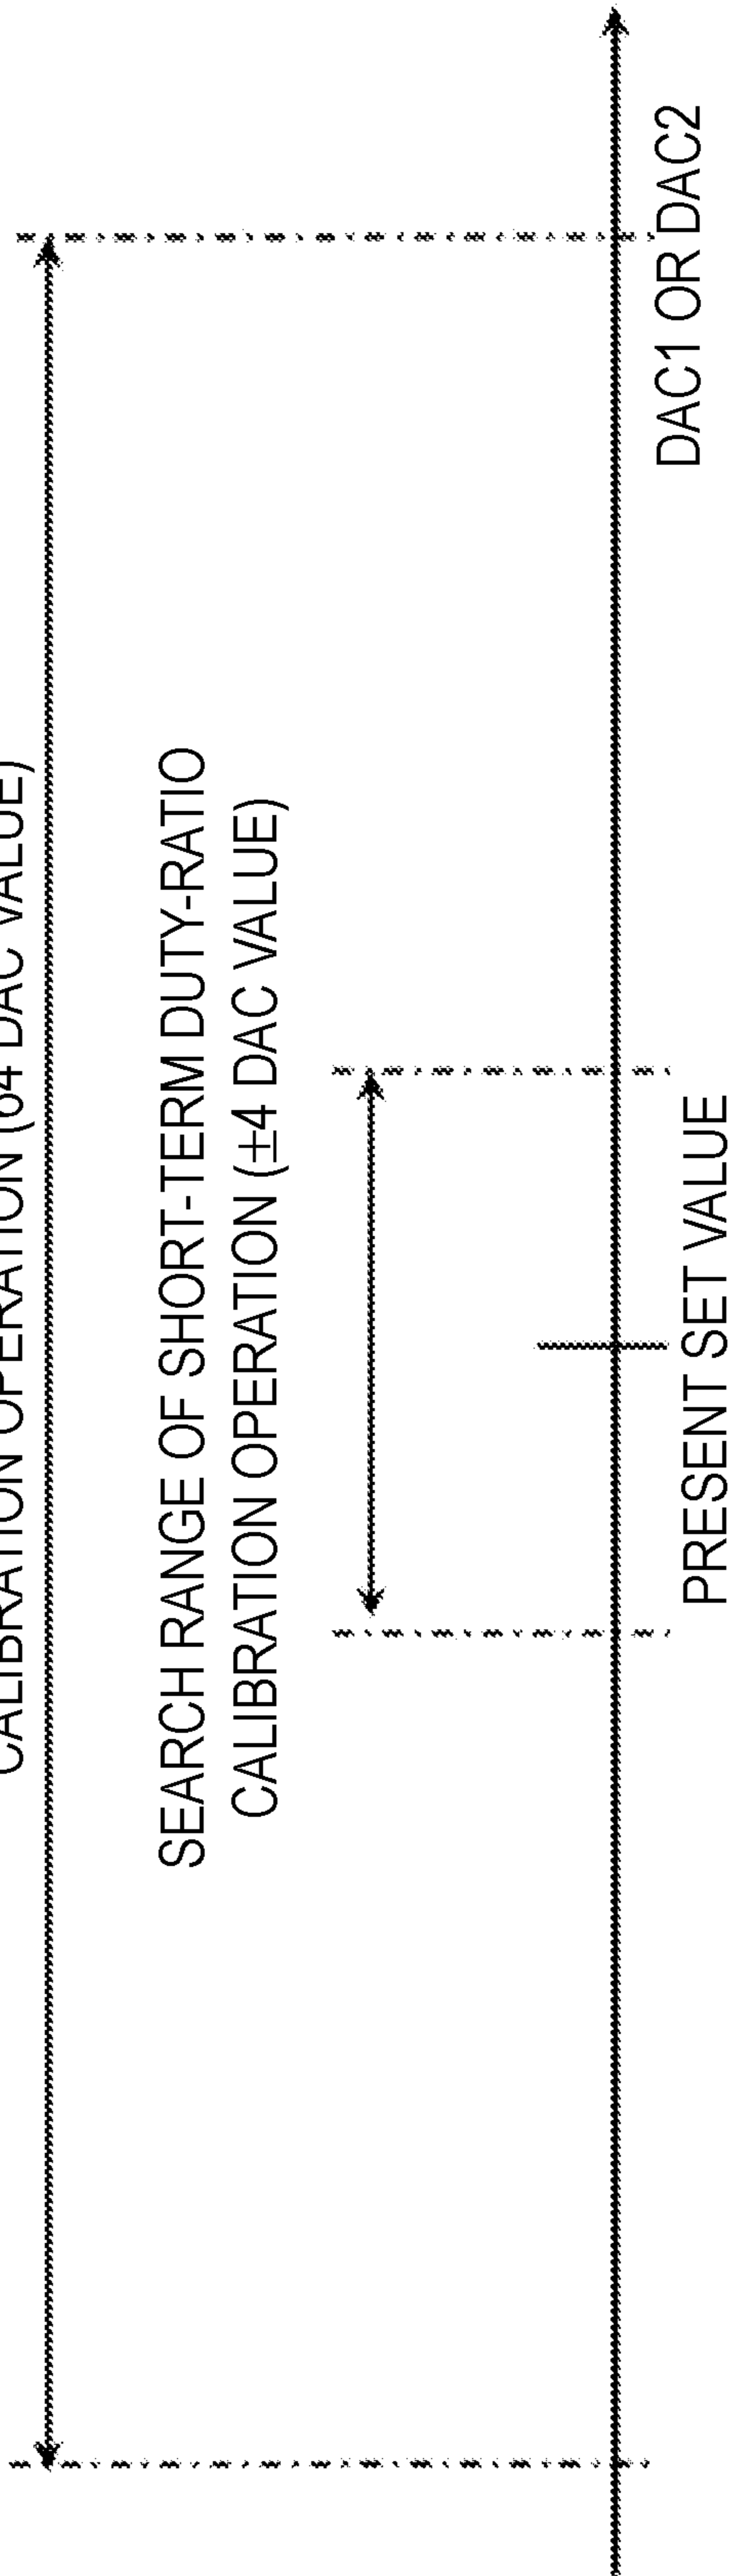 CALIBRATION OPERATION (64 DAC VALUE)
SEARCH RANGE OF SHORT-TERM DUTY-RATIO
CALIBRATION OPERATION (±4 DAC VALUE)
PRESENT SET VALUE
DAC1 OR DAC2